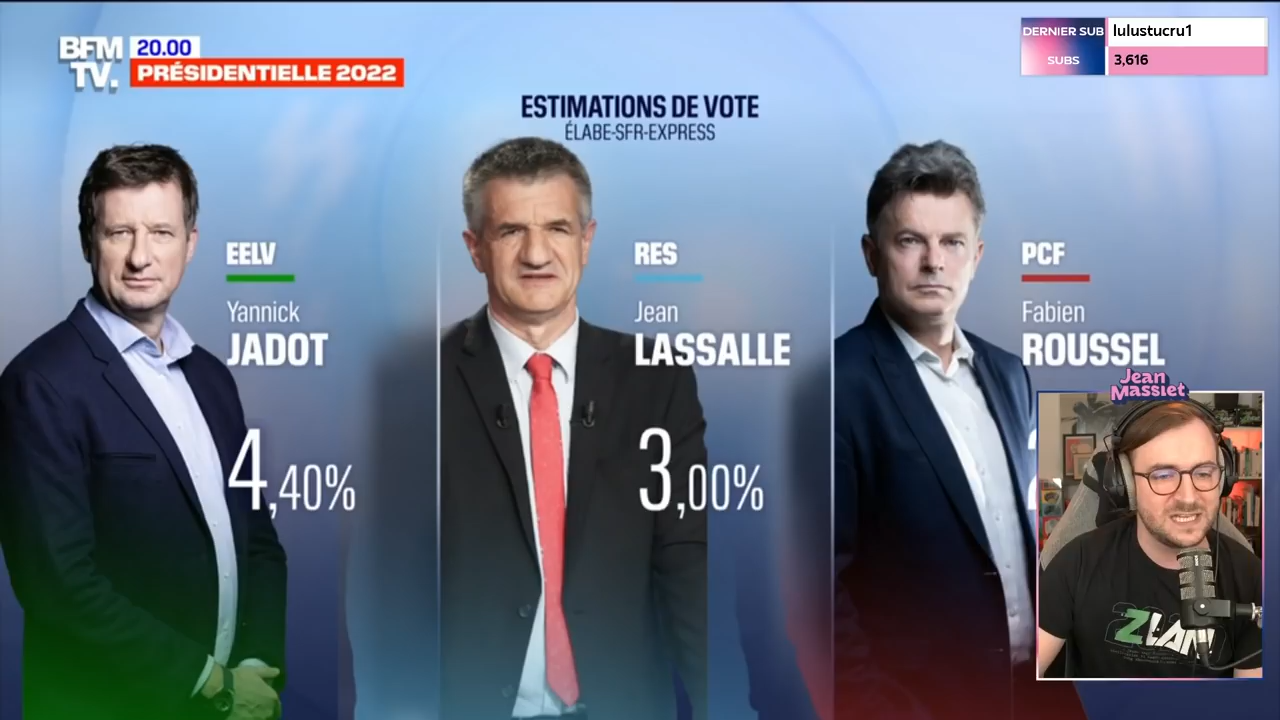 BFM
TV.
20.00
PRÉSIDENTIELLE 2022
DERNIER SUB
lulustucru1
SUBS
3,616
ESTIMATIONS DE VOTE
ÉLABE-SFR-EXPRESS
EELV
Yannick
JADOT
4,40%
RES
Jean
LASSALLE
3,00%
PCF
Fabien
ROUSSEL
Jean
Massiet
ZLAN